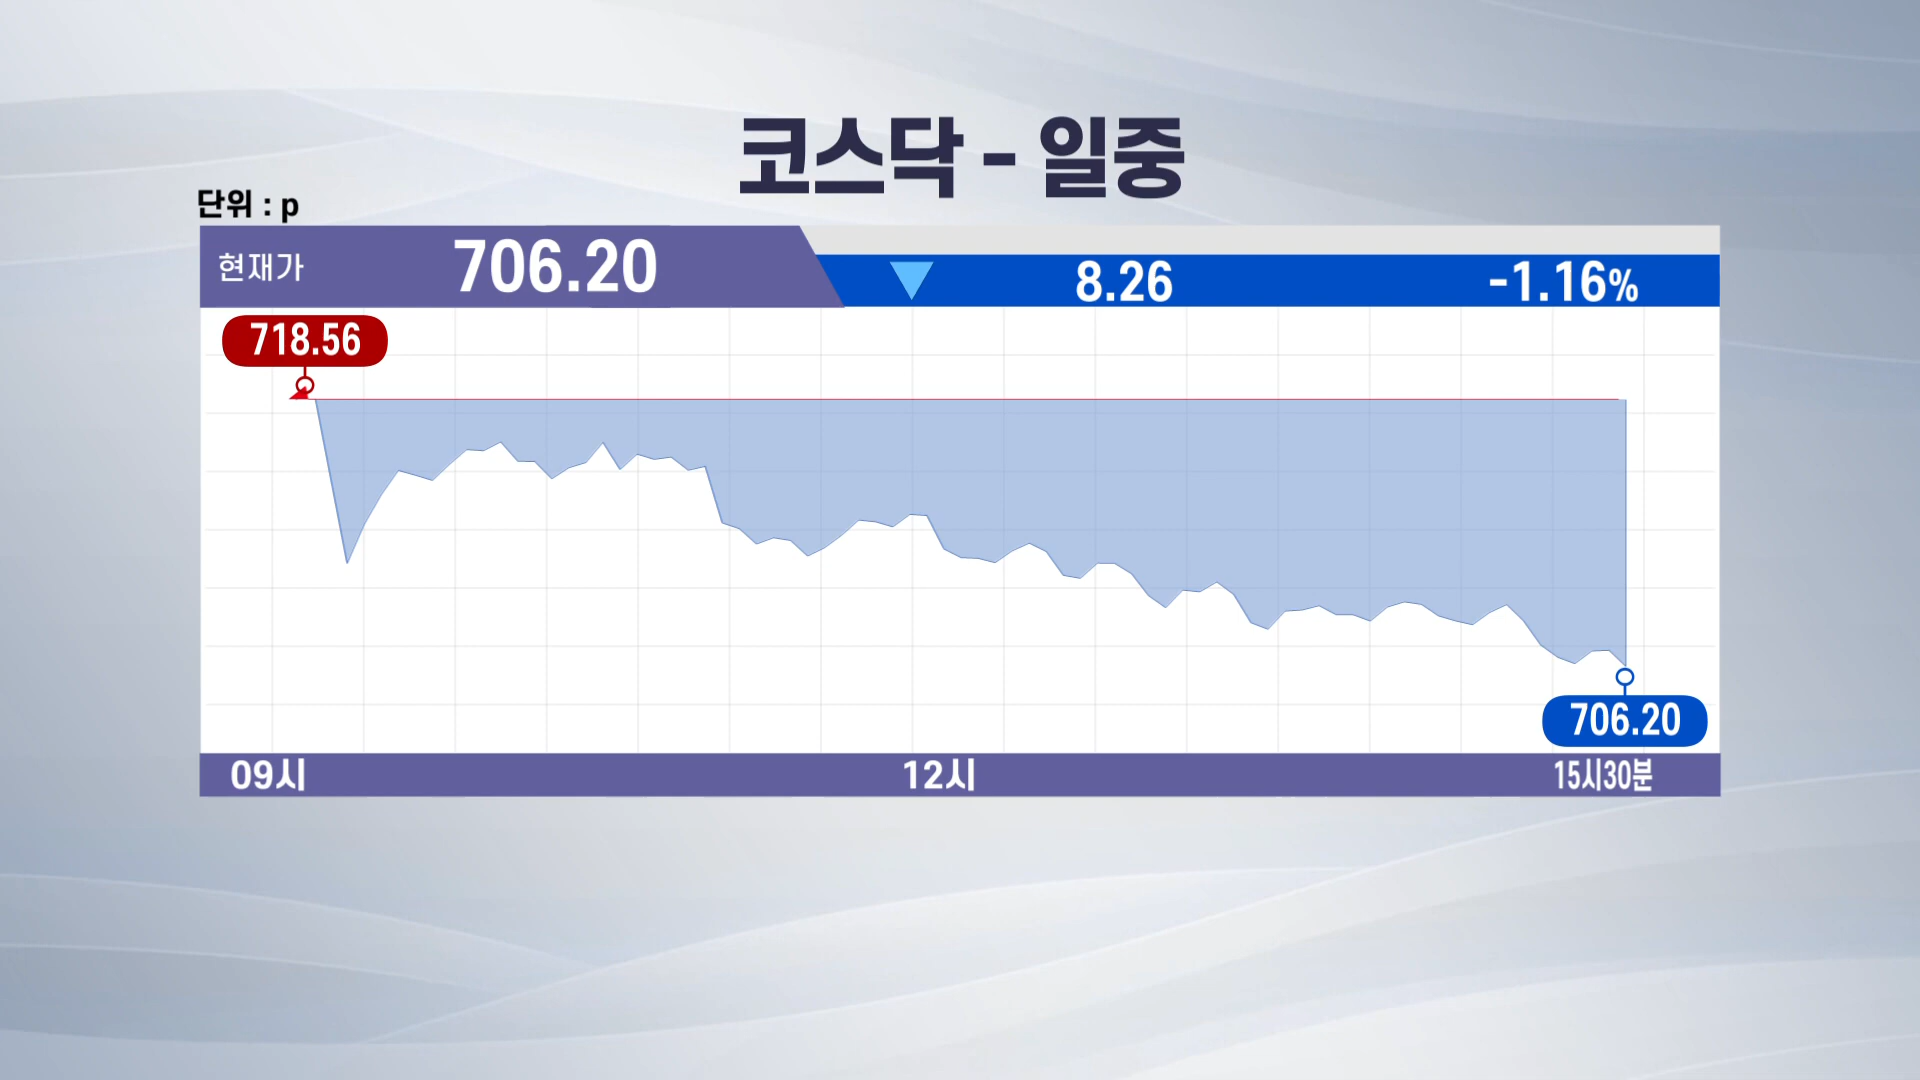 코스닥 - 일중
단위 : p
현재가 706.20 ▼ 8.26 -1.16%
718.56
706.20
09시 12시 15시30분